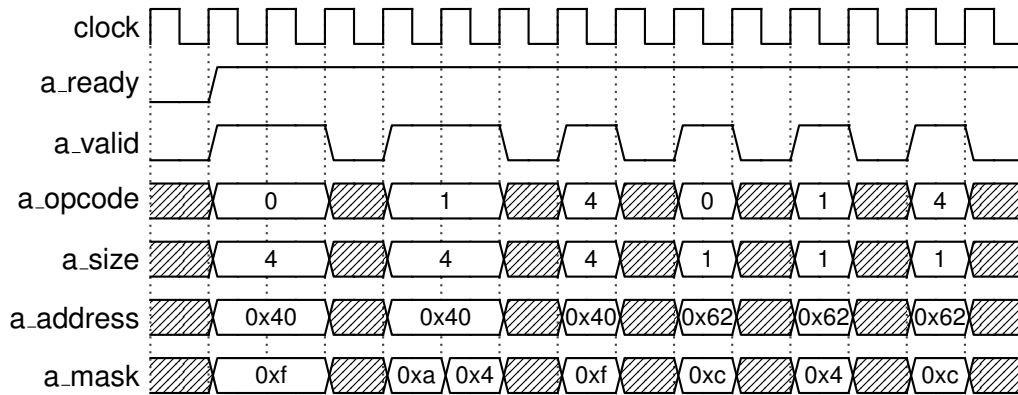 clock
a_ready
a_valid
a_opcode 0 1 4 0 1 4
a_size 4 4 4 1 1 1
a_address 0x40 0x40 0x40 0x62 0x62 0x62
a_mask 0xf 0xa 0x4 0xf 0xc 0x4 0xc